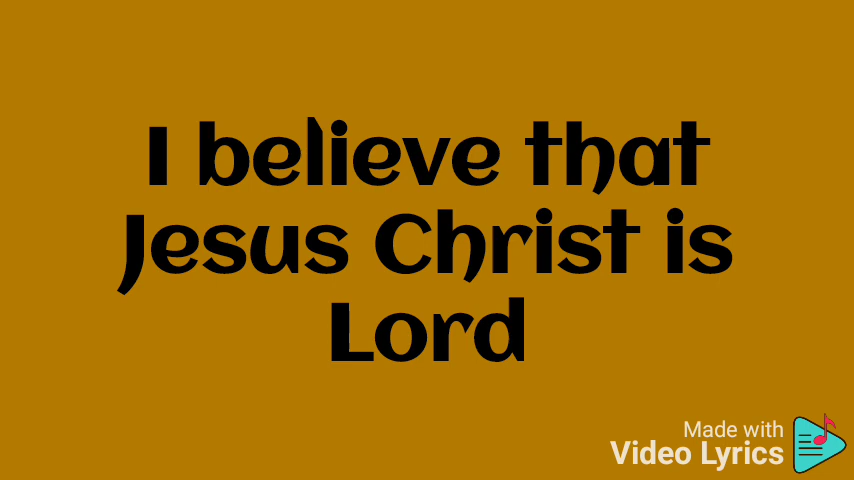 I believe that
Jesus Christ is
Lord
Made with
Video Lyrics